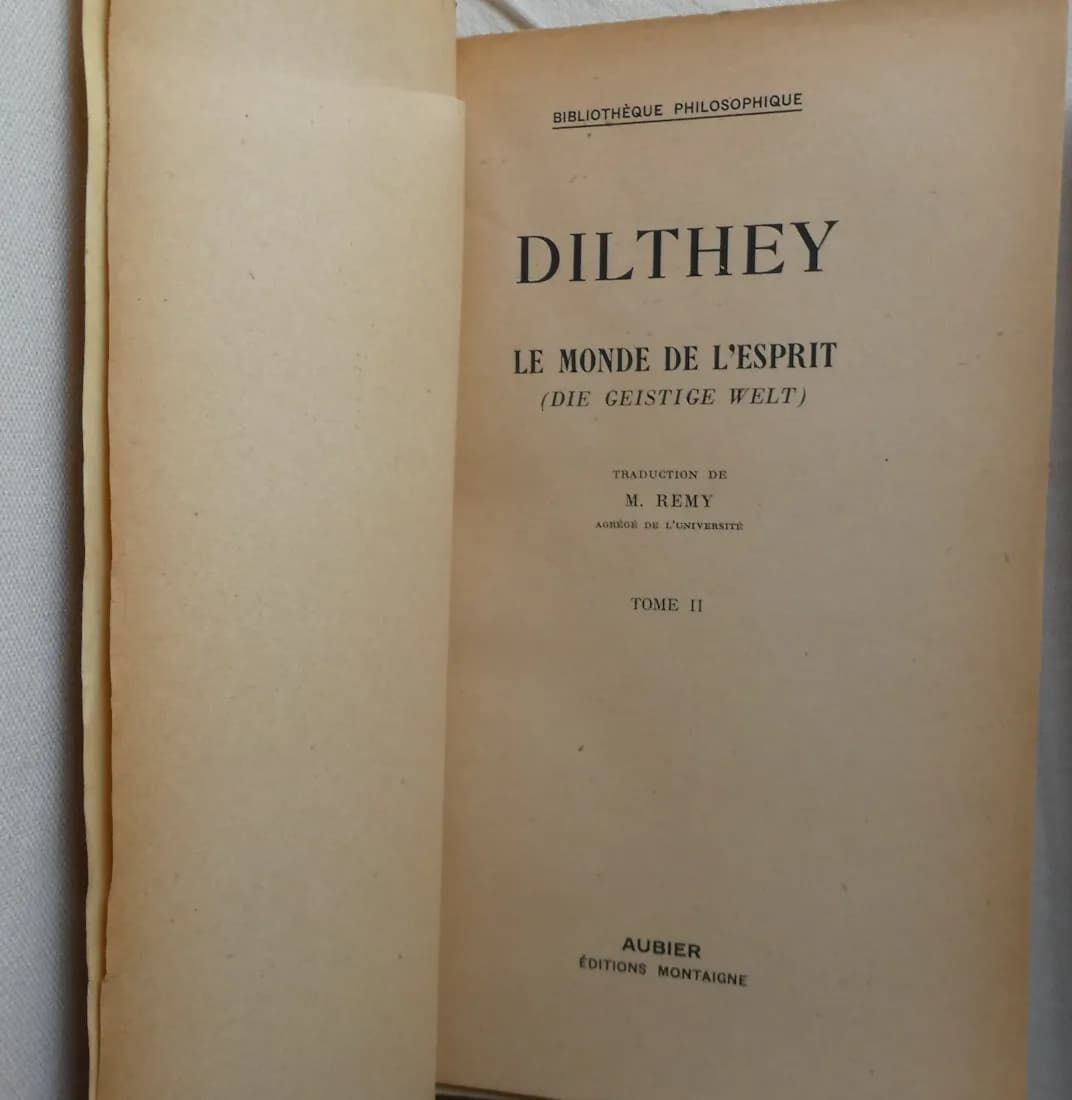 BIBLIOTHÈQUE PHILOSOPHIQUE
DILTHEY
LE MONDE DE L'ESPRIT
(DIE GEISTIGE WELT)
TRADUCTION DE
M. REMY
AGRÉGÉ DE L'UNIVERSITÉ
TOME II
AUBIER
ÉDITIONS MONTAIGNE